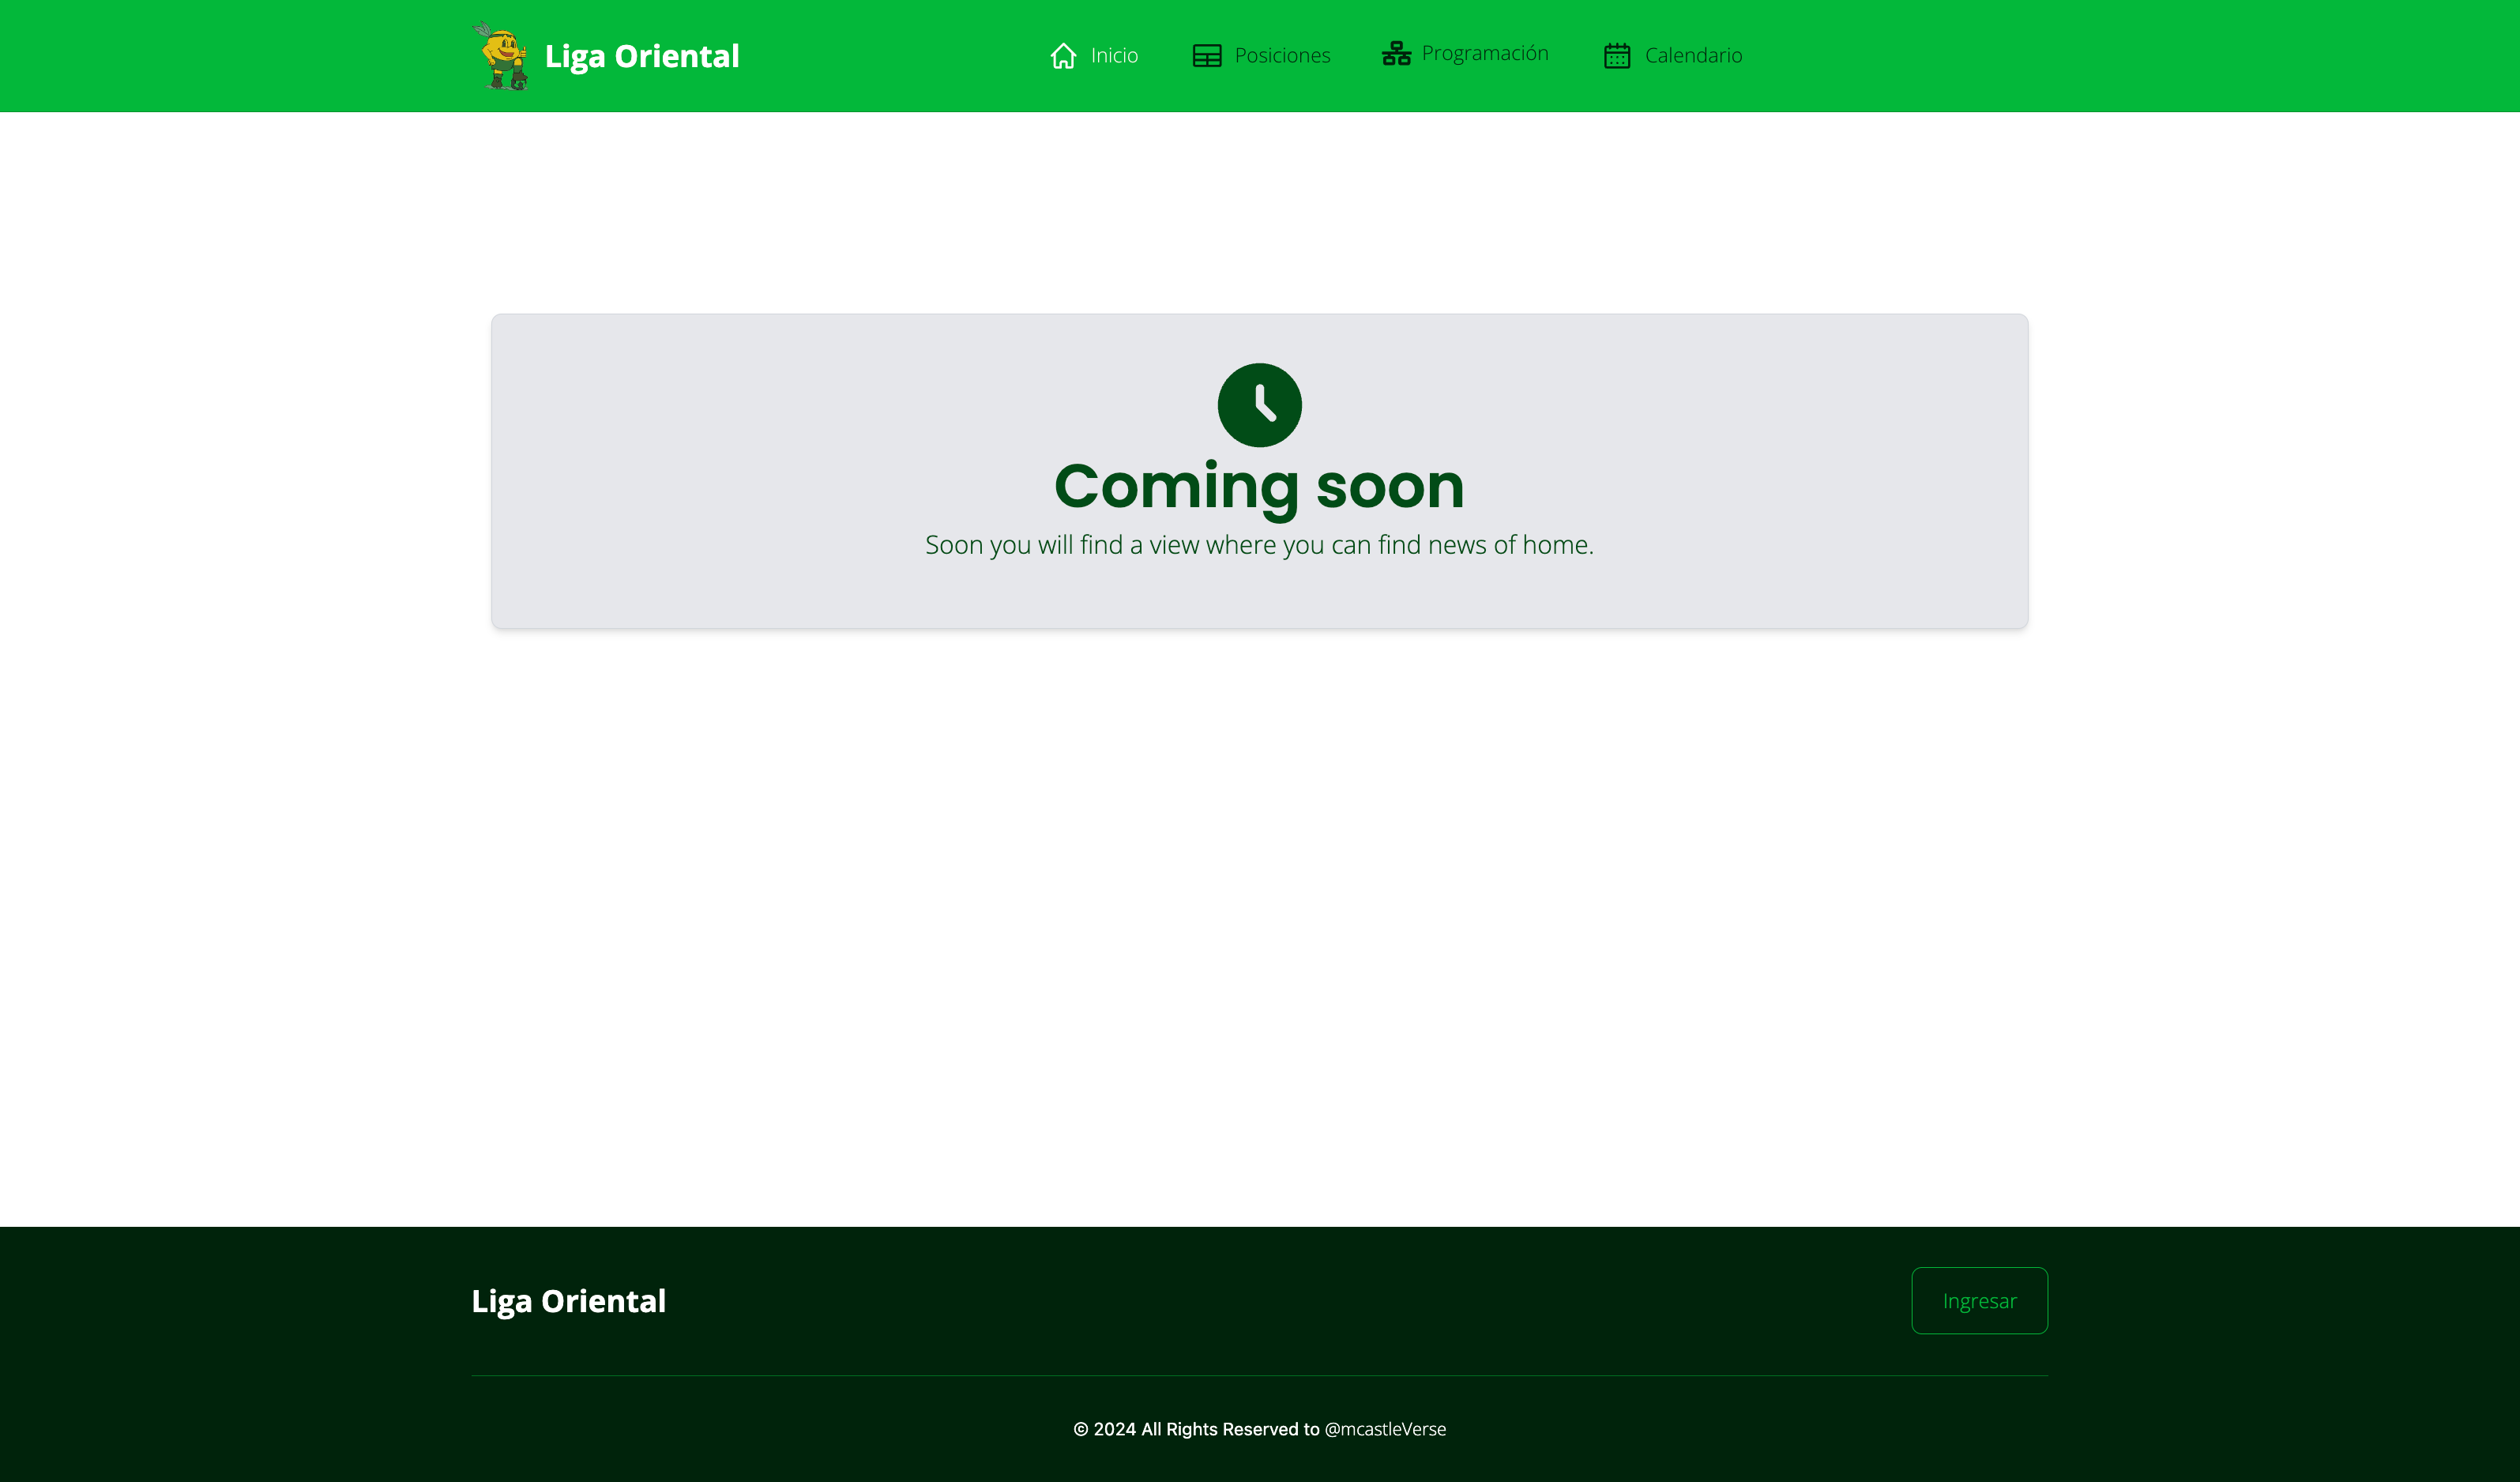 Liga Oriental
Inicio
Posiciones
Programación
Calendario
Coming soon
Soon you will find a view where you can find news of home.
Liga Oriental
Ingresar
© 2024 All Rights Reserved to @mcastleVerse